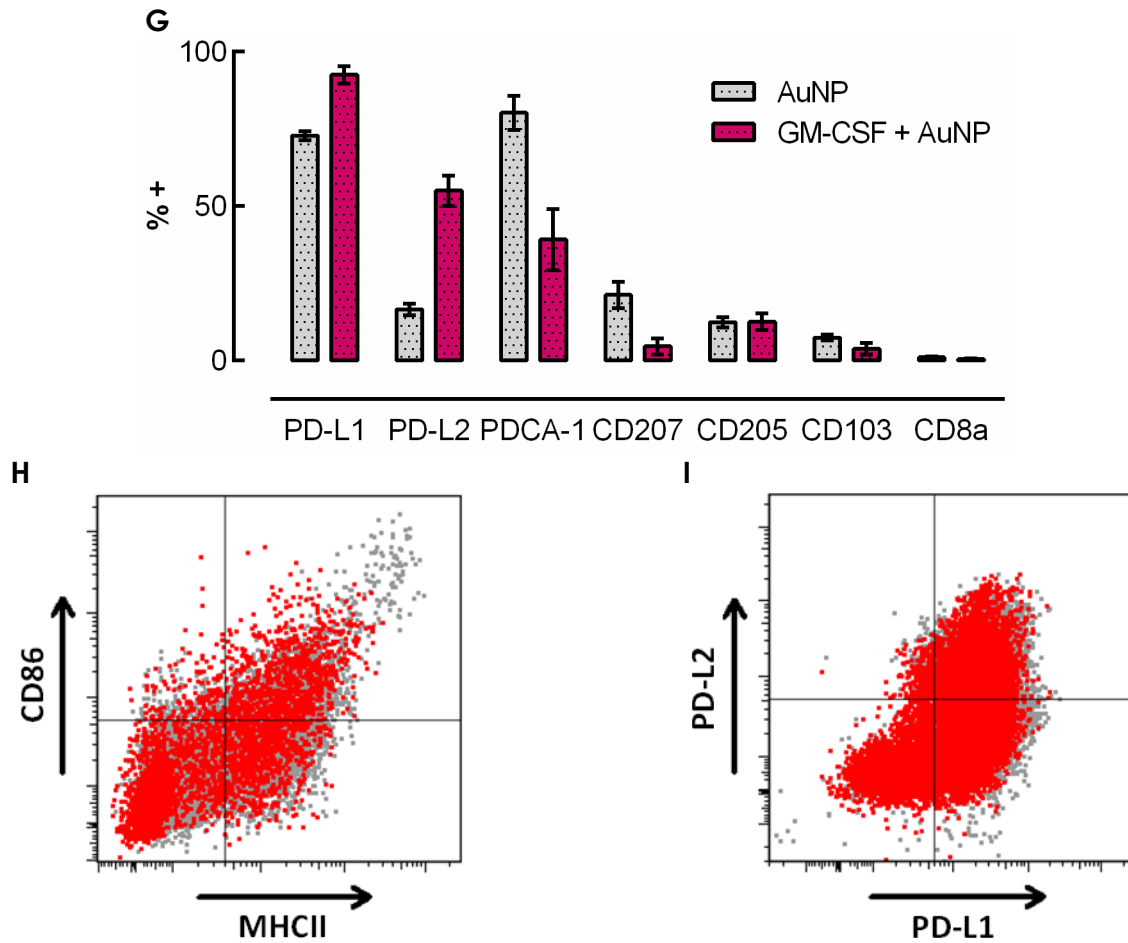 G
100
50
0
% +
AuNP
GM-CSF + AuNP
PD-L1 PD-L2 PDCA-1 CD207 CD205 CD103 CD8a
H
CD86
MHCII
I
PD-L2
PD-L1